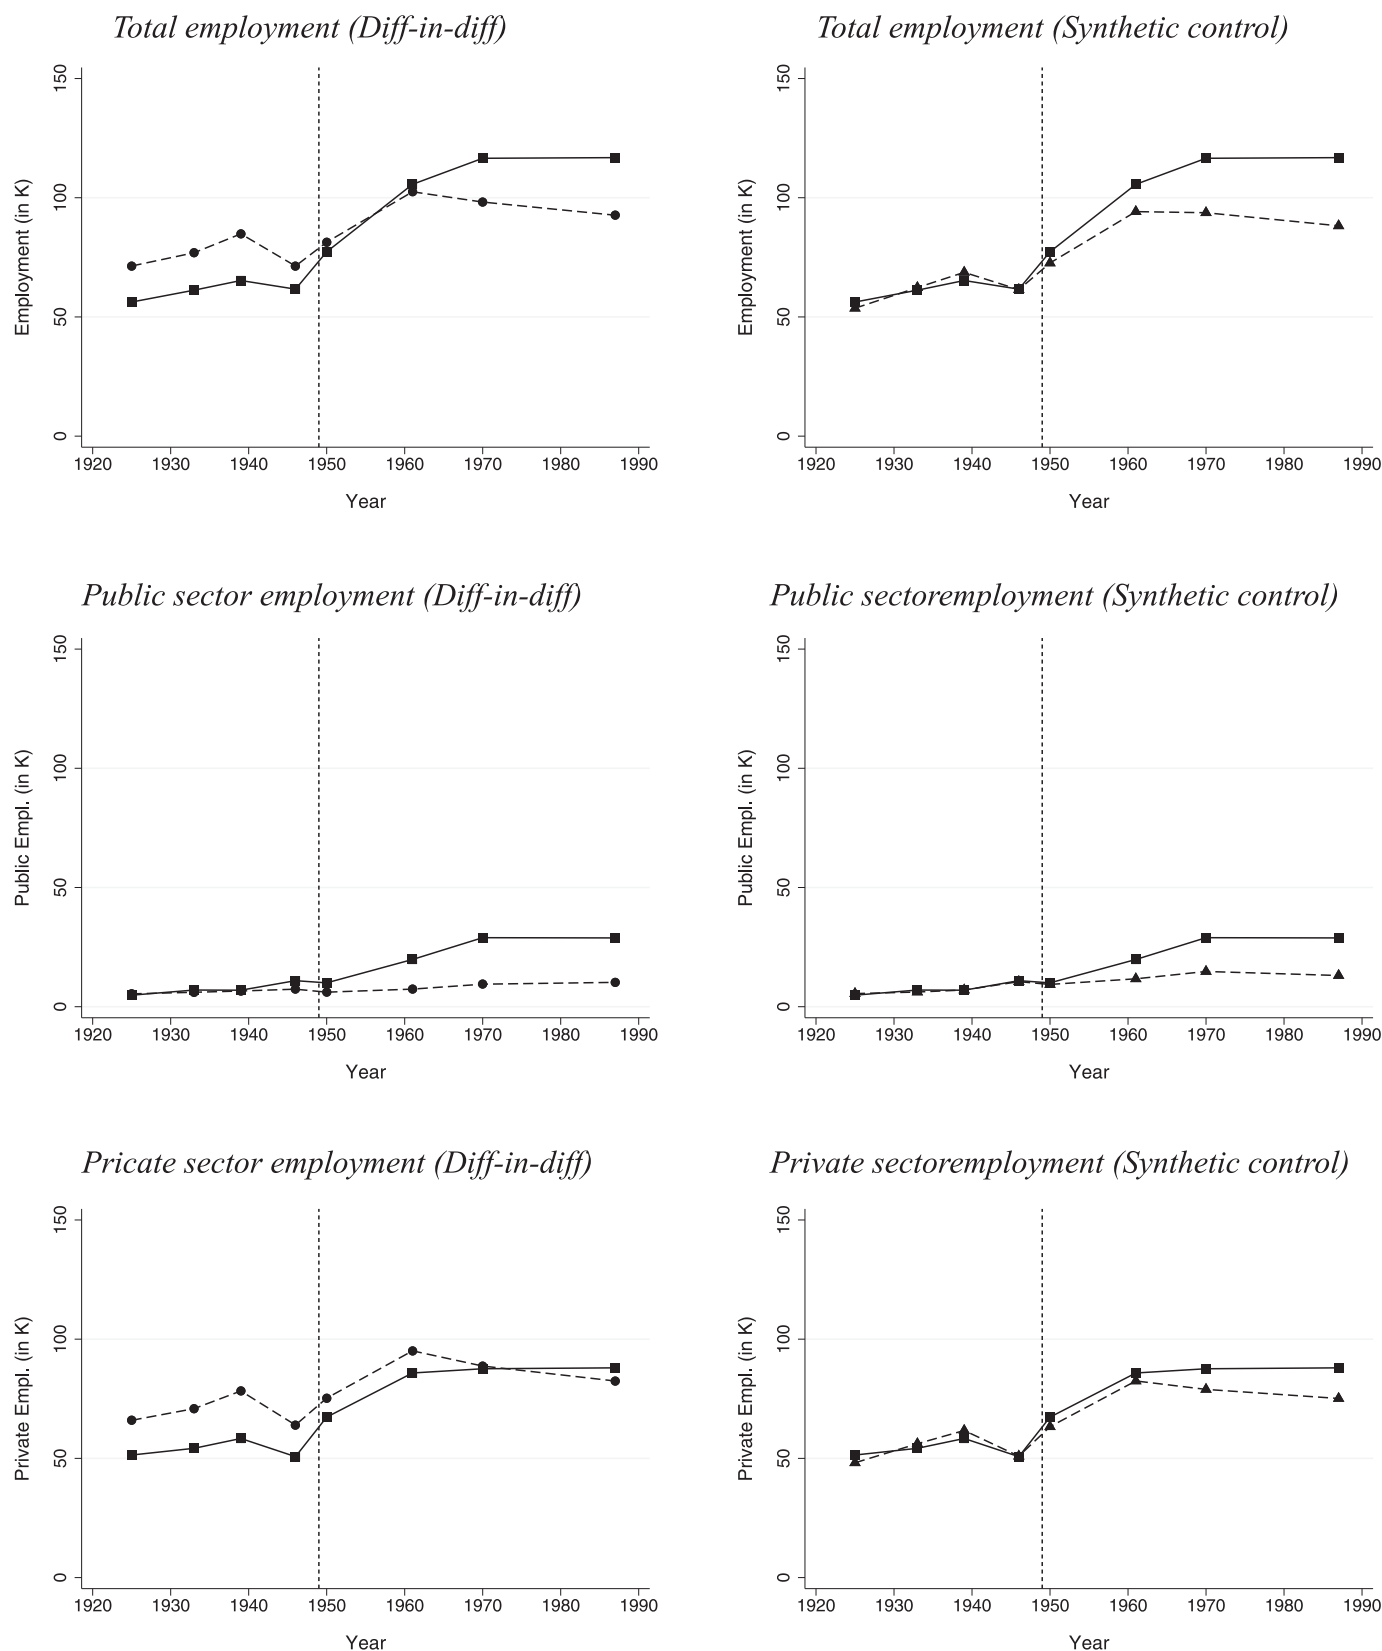 Total employment (Diff-in-diff)
150
100
50
0
Employment (in K)
1920 1930 1940 1950 1960 1970 1980 1990
Year
Total employment (Synthetic control)
150
100
50
0
Employment (in K)
1920 1930 1940 1950 1960 1970 1980 1990
Year
Public sector employment (Diff-in-diff)
150
100
50
0
Public Empl. (in K)
1920 1930 1940 1950 1960 1970 1980 1990
Year
Public sectoremployment (Synthetic control)
150
100
50
0
Public Empl. (in K)
1920 1930 1940 1950 1960 1970 1980 1990
Year
Pricate sector employment (Diff-in-diff)
150
100
50
0
Private Empl. (in K)
1920 1930 1940 1950 1960 1970 1980 1990
Year
Private sectoremployment (Synthetic control)
150
100
50
0
Private Empl. (in K)
1920 1930 1940 1950 1960 1970 1980 1990
Year